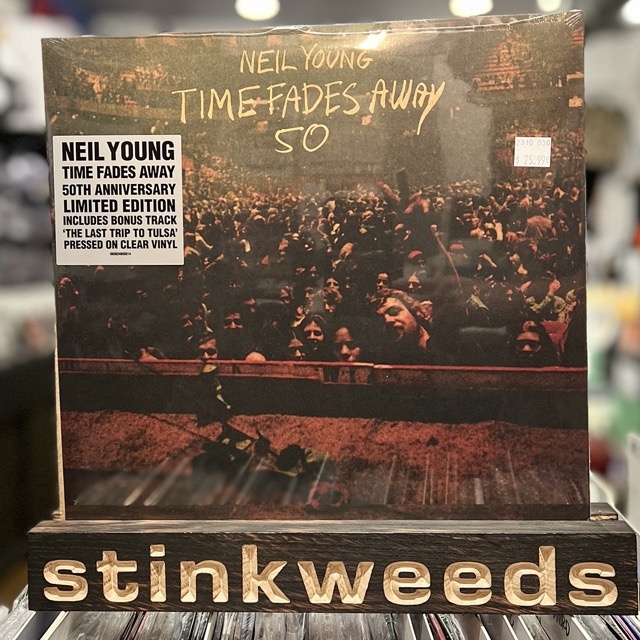 NEIL YOUNG
TIME FADES AWAY
50
NEIL YOUNG
TIME FADES AWAY
50TH ANNIVERSARY
LIMITED EDITION
INCLUDES BONUS TRACK
'THE LAST TRIP TO TULSA'
PRESSED ON CLEAR VINYL
$ 25.99
stinkweeds